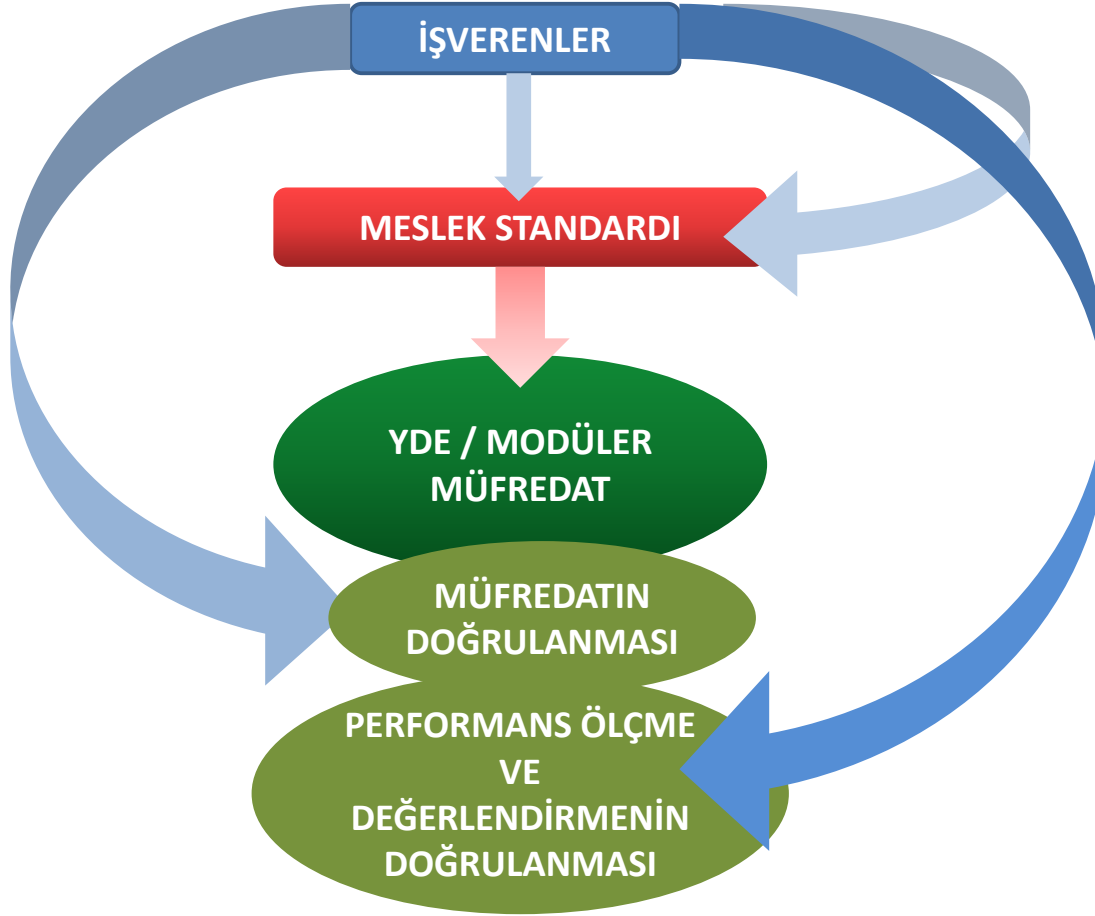 İŞVERENLER
MESLEK STANDARDI
YDE / MODÜLER
MÜFREDAT
MÜFREDATIN
DOĞRULANMASI
PERFORMANS ÖLÇME
VE
DEĞERLENDİRMENİN
DOĞRULANMASI